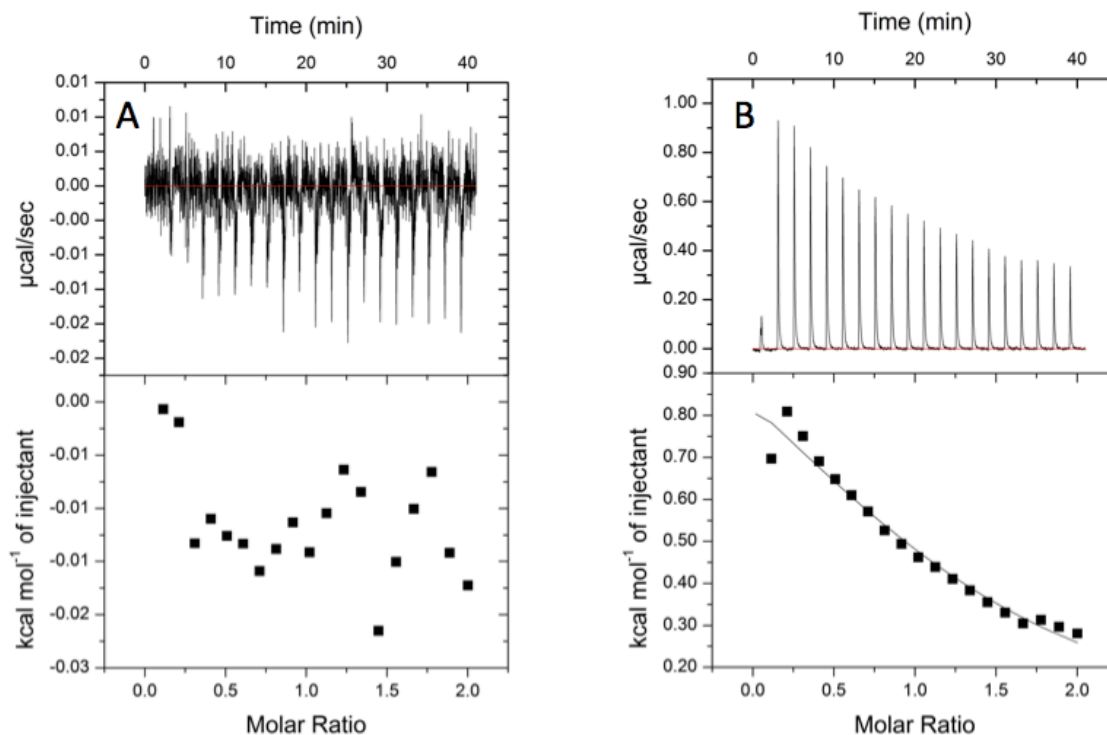 Time (min)
0 10 20 30 40
A
0.01
0.01
0.01
0.00
-0.00
-0.01
-0.01
-0.02
-0.02
µcal/sec
0.00
-0.01
-0.01
-0.01
-0.02
-0.03
kcal mol⁻¹ of injectant
0.0 0.5 1.0 1.5 2.0
Molar Ratio
Time (min)
0 10 20 30 40
B
1.00
0.80
0.60
0.40
0.20
0.00
µcal/sec
0.90
0.80
0.70
0.60
0.50
0.40
0.30
0.20
kcal mol⁻¹ of injectant
0.0 0.5 1.0 1.5 2.0
Molar Ratio